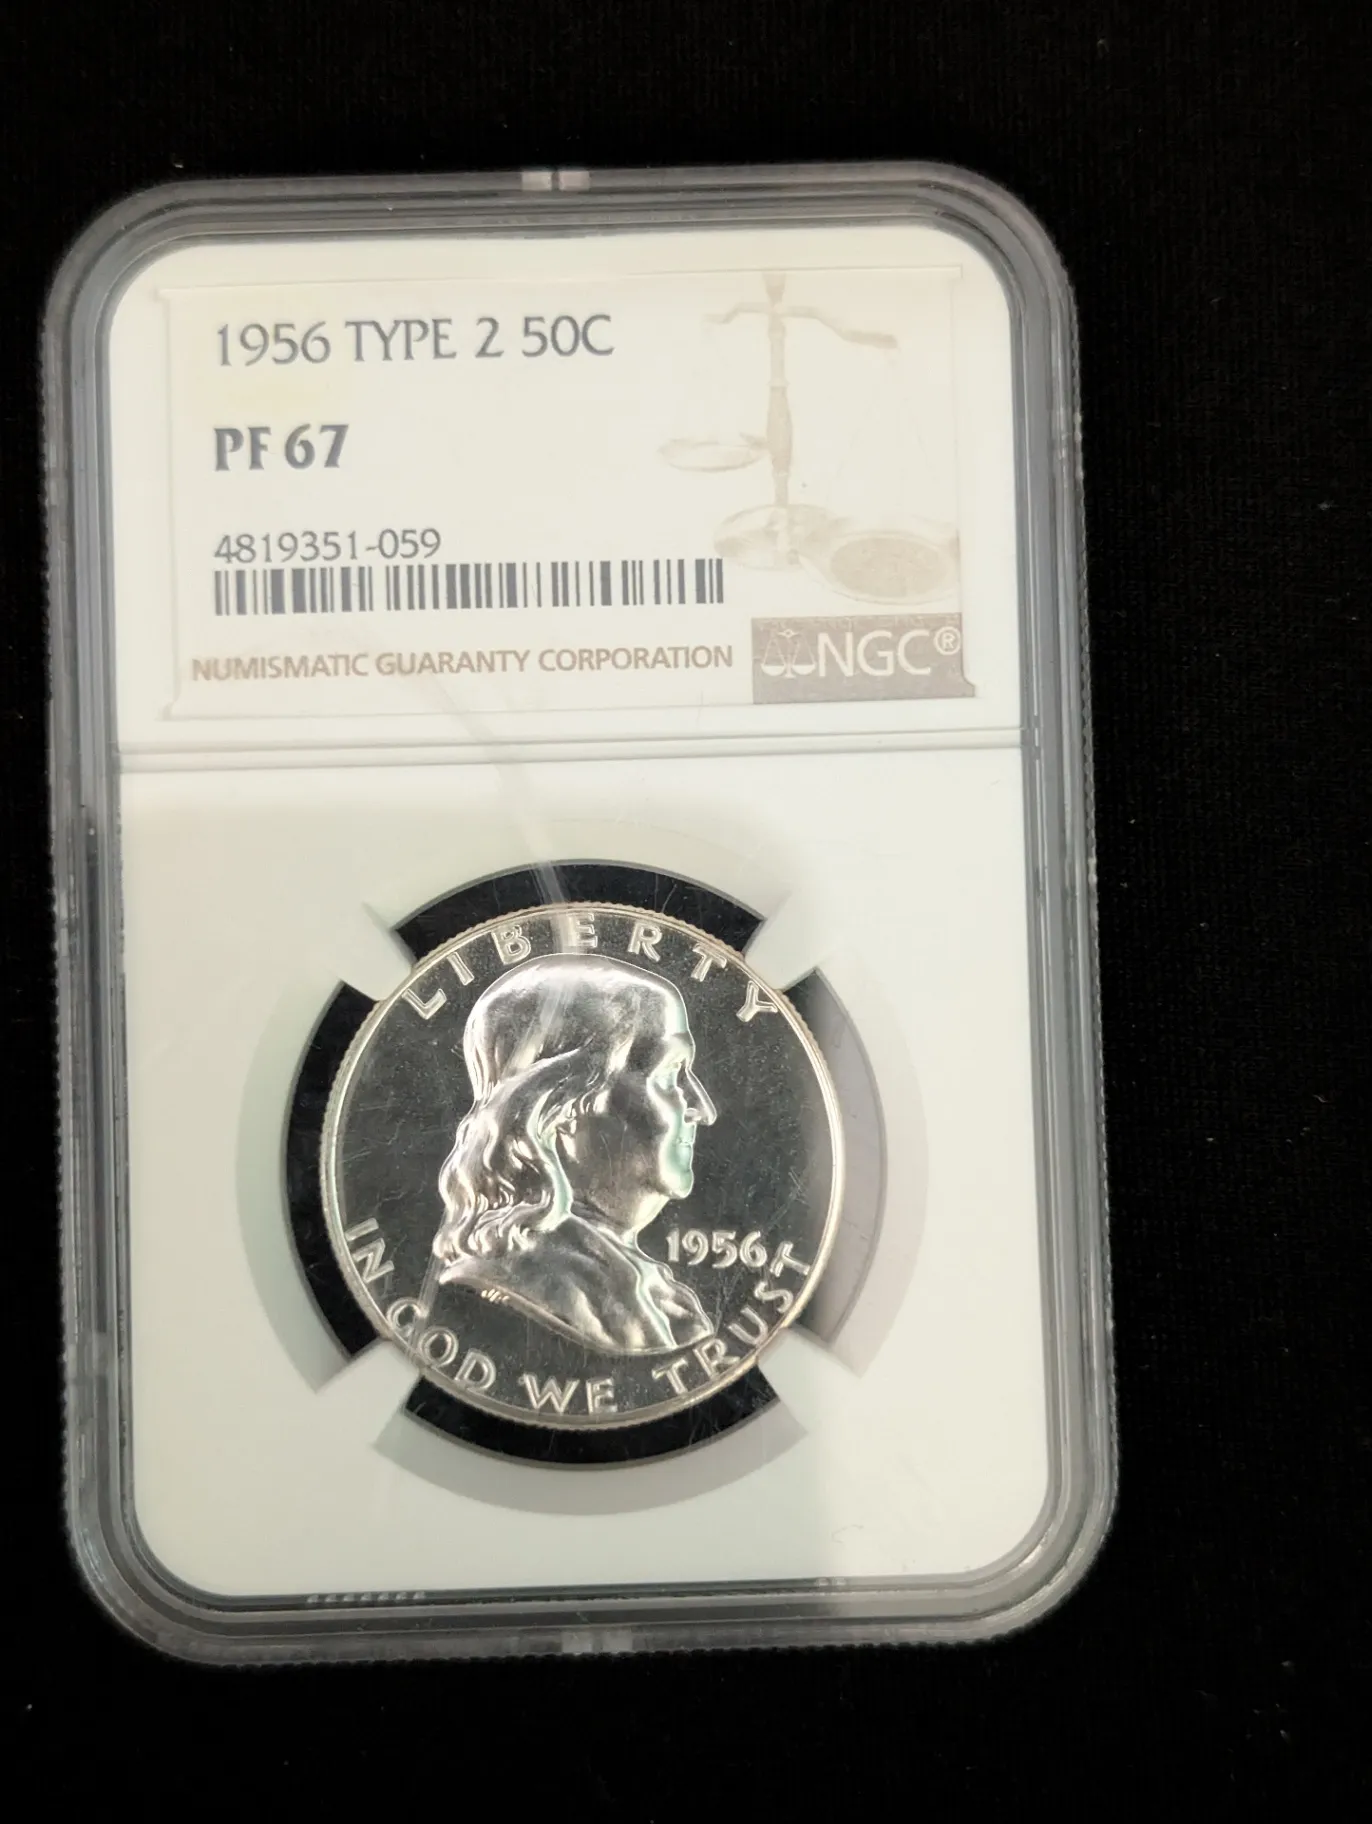 1956 TYPE 2 50C
PF 67
4819351-059
NUMISMATIC GUARANTY CORPORATION
NGC®
LIBERTY
1956
IN GOD WE TRUST